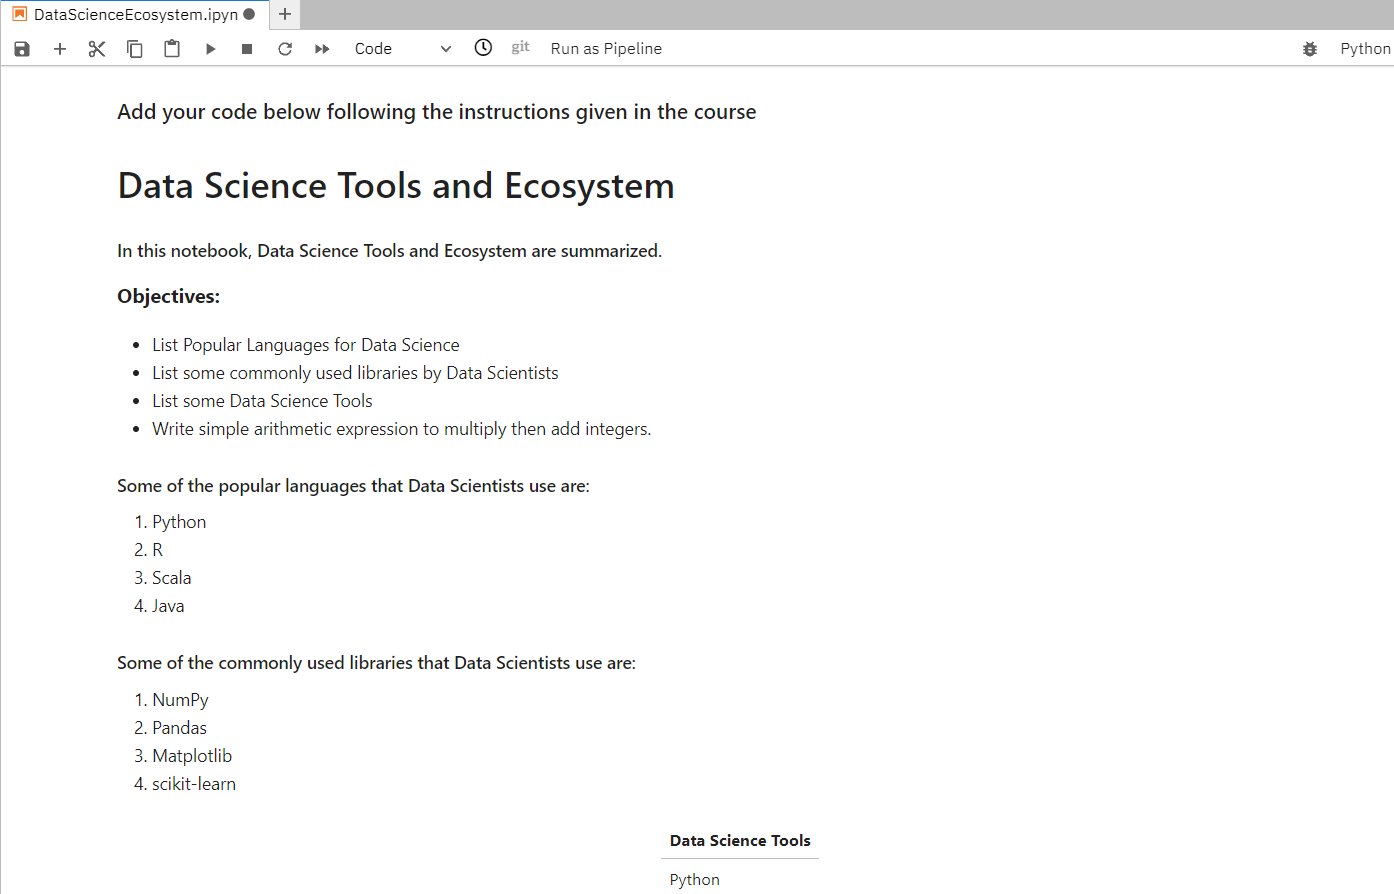 DataScienceEcosystem.ipyn
Code
git
Run as Pipeline
Python
Add your code below following the instructions given in the course
Data Science Tools and Ecosystem
In this notebook, Data Science Tools and Ecosystem are summarized.
Objectives:
• List Popular Languages for Data Science
• List some commonly used libraries by Data Scientists
• List some Data Science Tools
• Write simple arithmetic expression to multiply then add integers.
Some of the popular languages that Data Scientists use are:
1. Python
2. R
3. Scala
4. Java
Some of the commonly used libraries that Data Scientists use are:
1. NumPy
2. Pandas
3. Matplotlib
4. scikit-learn
Data Science Tools
Python